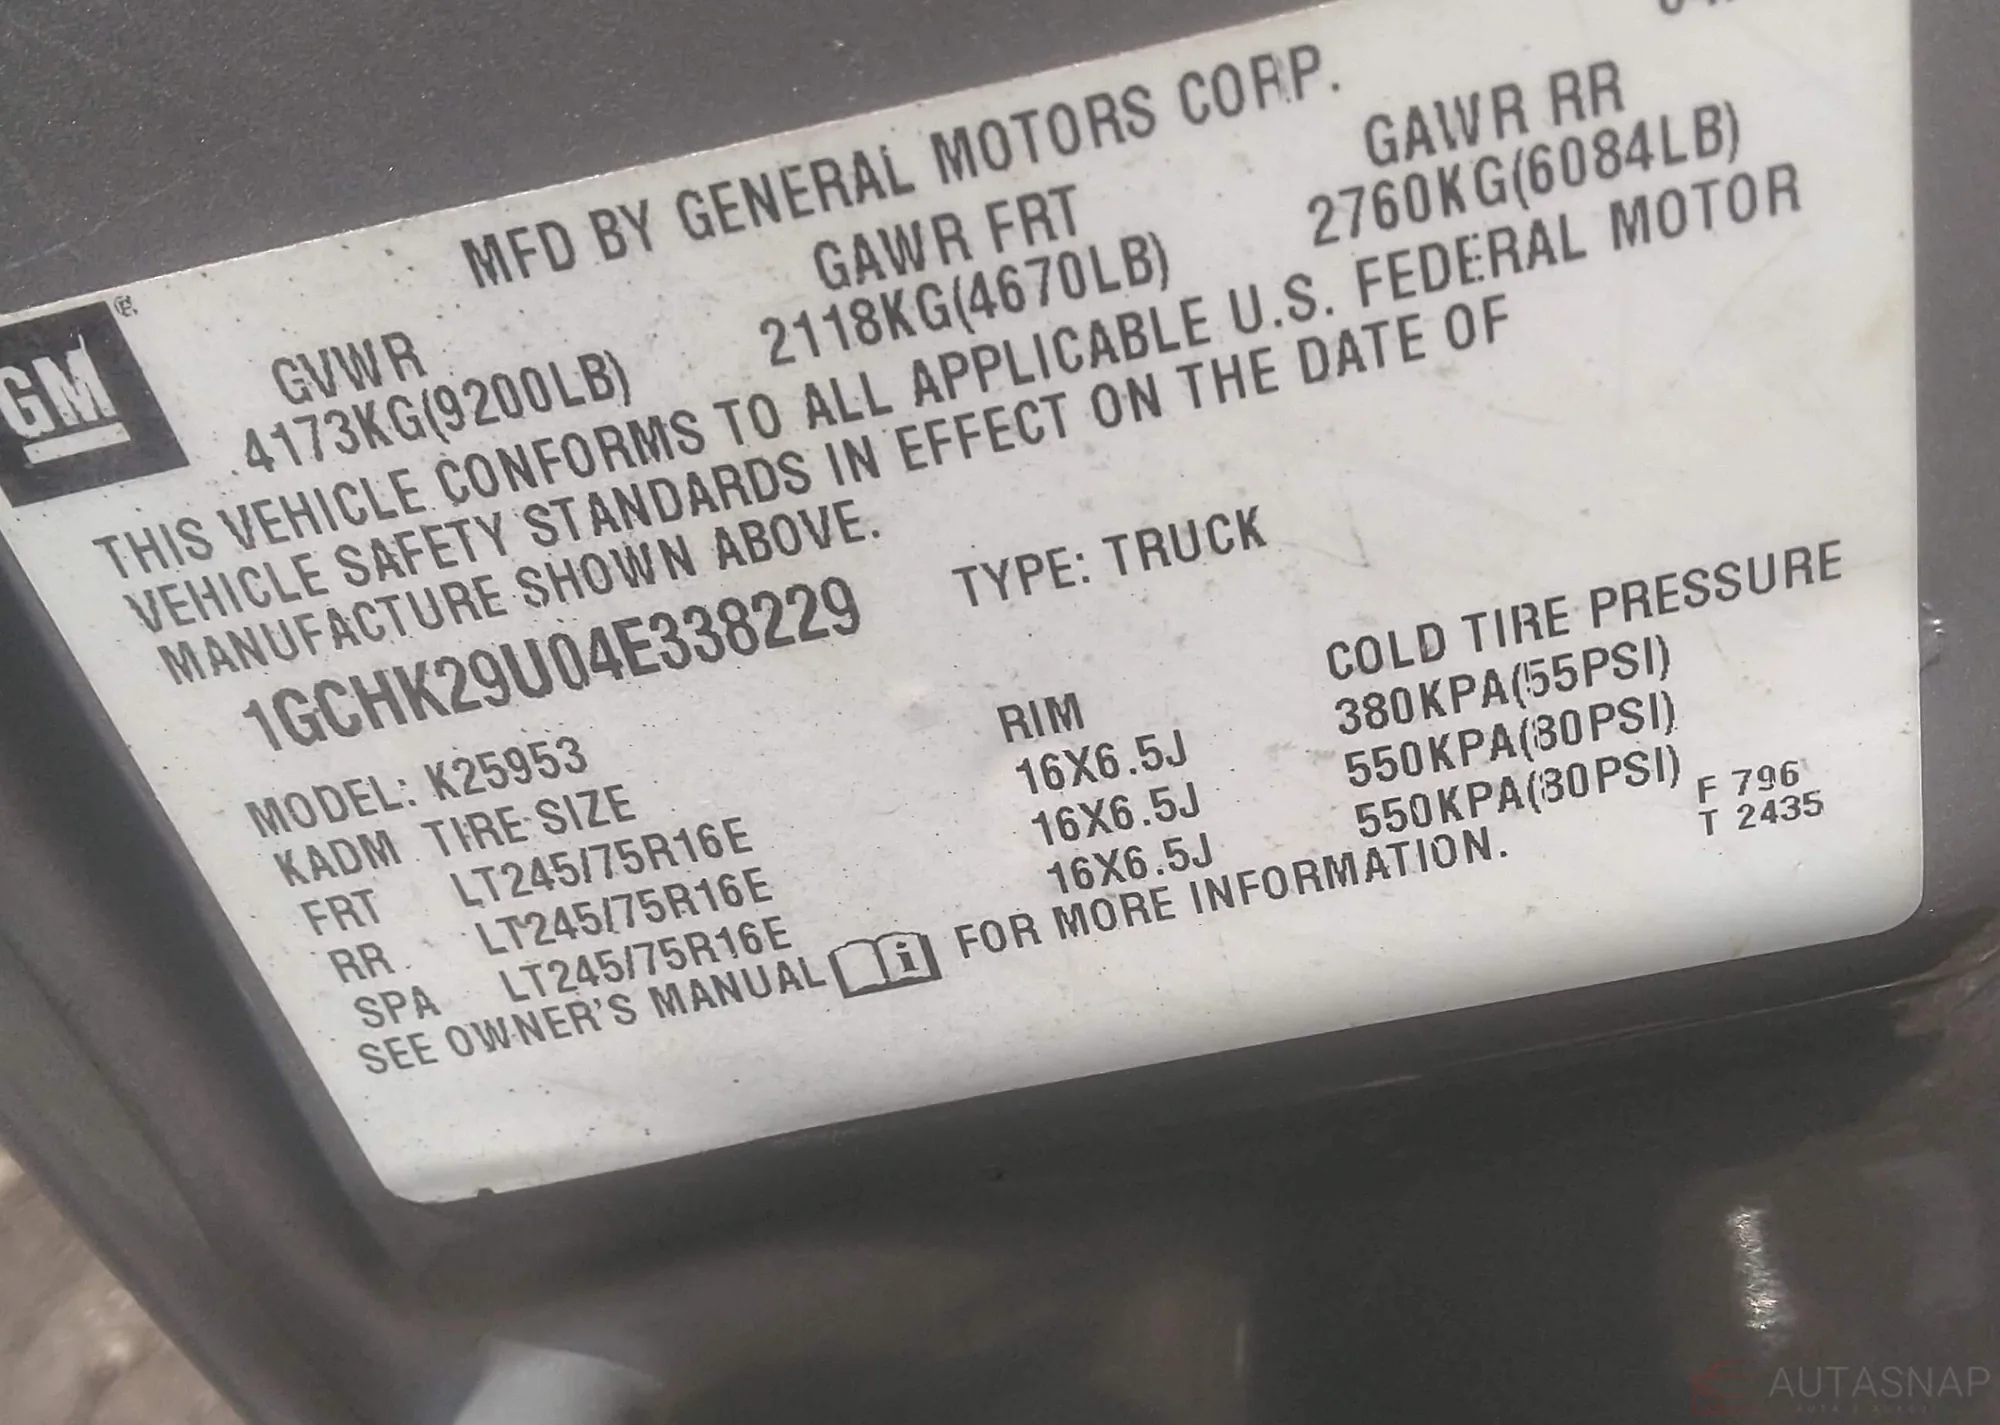 MFD BY GENERAL MOTORS CORP.
GM ®
GVWR GAWR FRT GAWR RR
4173KG(9200LB) 2118KG(4670LB) 2760KG(6084LB)
THIS VEHICLE CONFORMS TO ALL APPLICABLE U.S. FEDERAL MOTOR
VEHICLE SAFETY STANDARDS IN EFFECT ON THE DATE OF
MANUFACTURE SHOWN ABOVE.
1GCHK29U04E338229 TYPE: TRUCK
MODEL: K25953 RIM COLD TIRE PRESSURE
KADM TIRE SIZE
FRT LT245/75R16E 16X6.5J 380KPA(55PSI)
RR LT245/75R16E 16X6.5J 550KPA(80PSI)
SPA LT245/75R16E 16X6.5J 550KPA(80PSI)
SEE OWNER'S MANUAL i FOR MORE INFORMATION.
F 796
T 2435
AUTASNAP